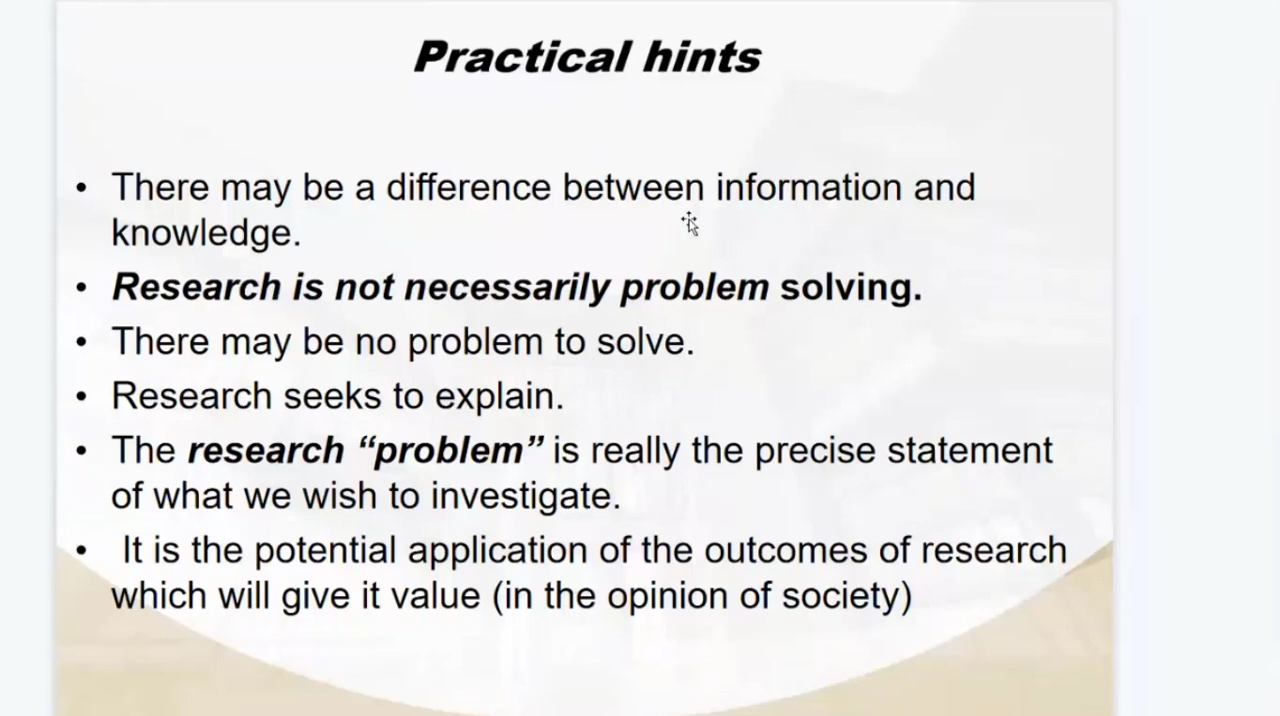 Practical hints
• There may be a difference between information and
knowledge.
• Research is not necessarily problem solving.
• There may be no problem to solve.
• Research seeks to explain.
• The research “problem” is really the precise statement
of what we wish to investigate.
• It is the potential application of the outcomes of research
which will give it value (in the opinion of society)